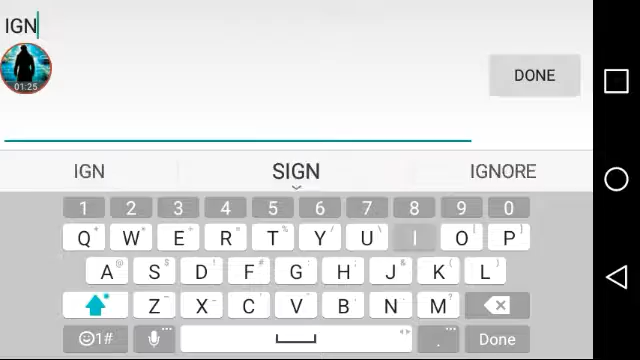 IGN
01:25
DONE
IGN SIGN IGNORE
1 2 3 4 5 6 7 8 9 0
Q W E R T Y U I O P
A S D F G H J K L
Z X C V B N M
1# . Done